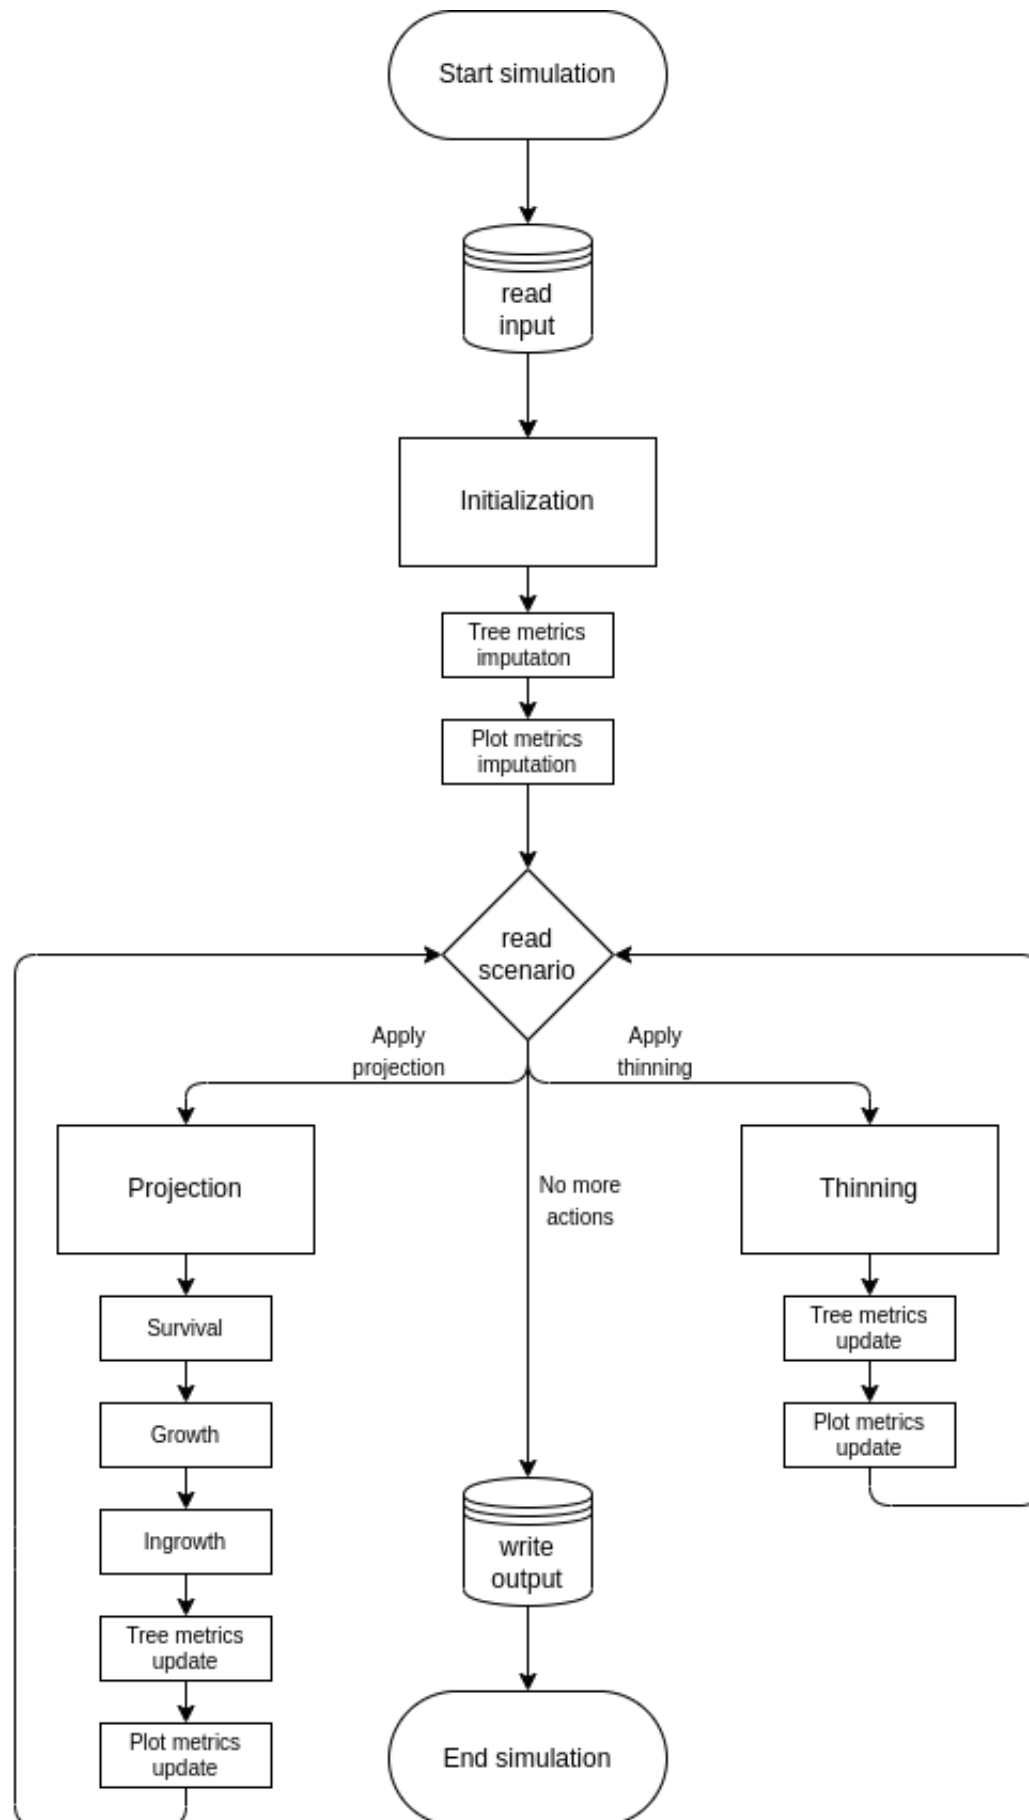 Start simulation
read
input
Initialization
Tree metrics
imputaton
Plot metrics
imputation
read
scenario
Apply
projection
Apply
thinning
Projection
No more
actions
Thinning
Survival
Growth
Ingrowth
Tree metrics
update
Plot metrics
update
Tree metrics
update
Plot metrics
update
write
output
End simulation